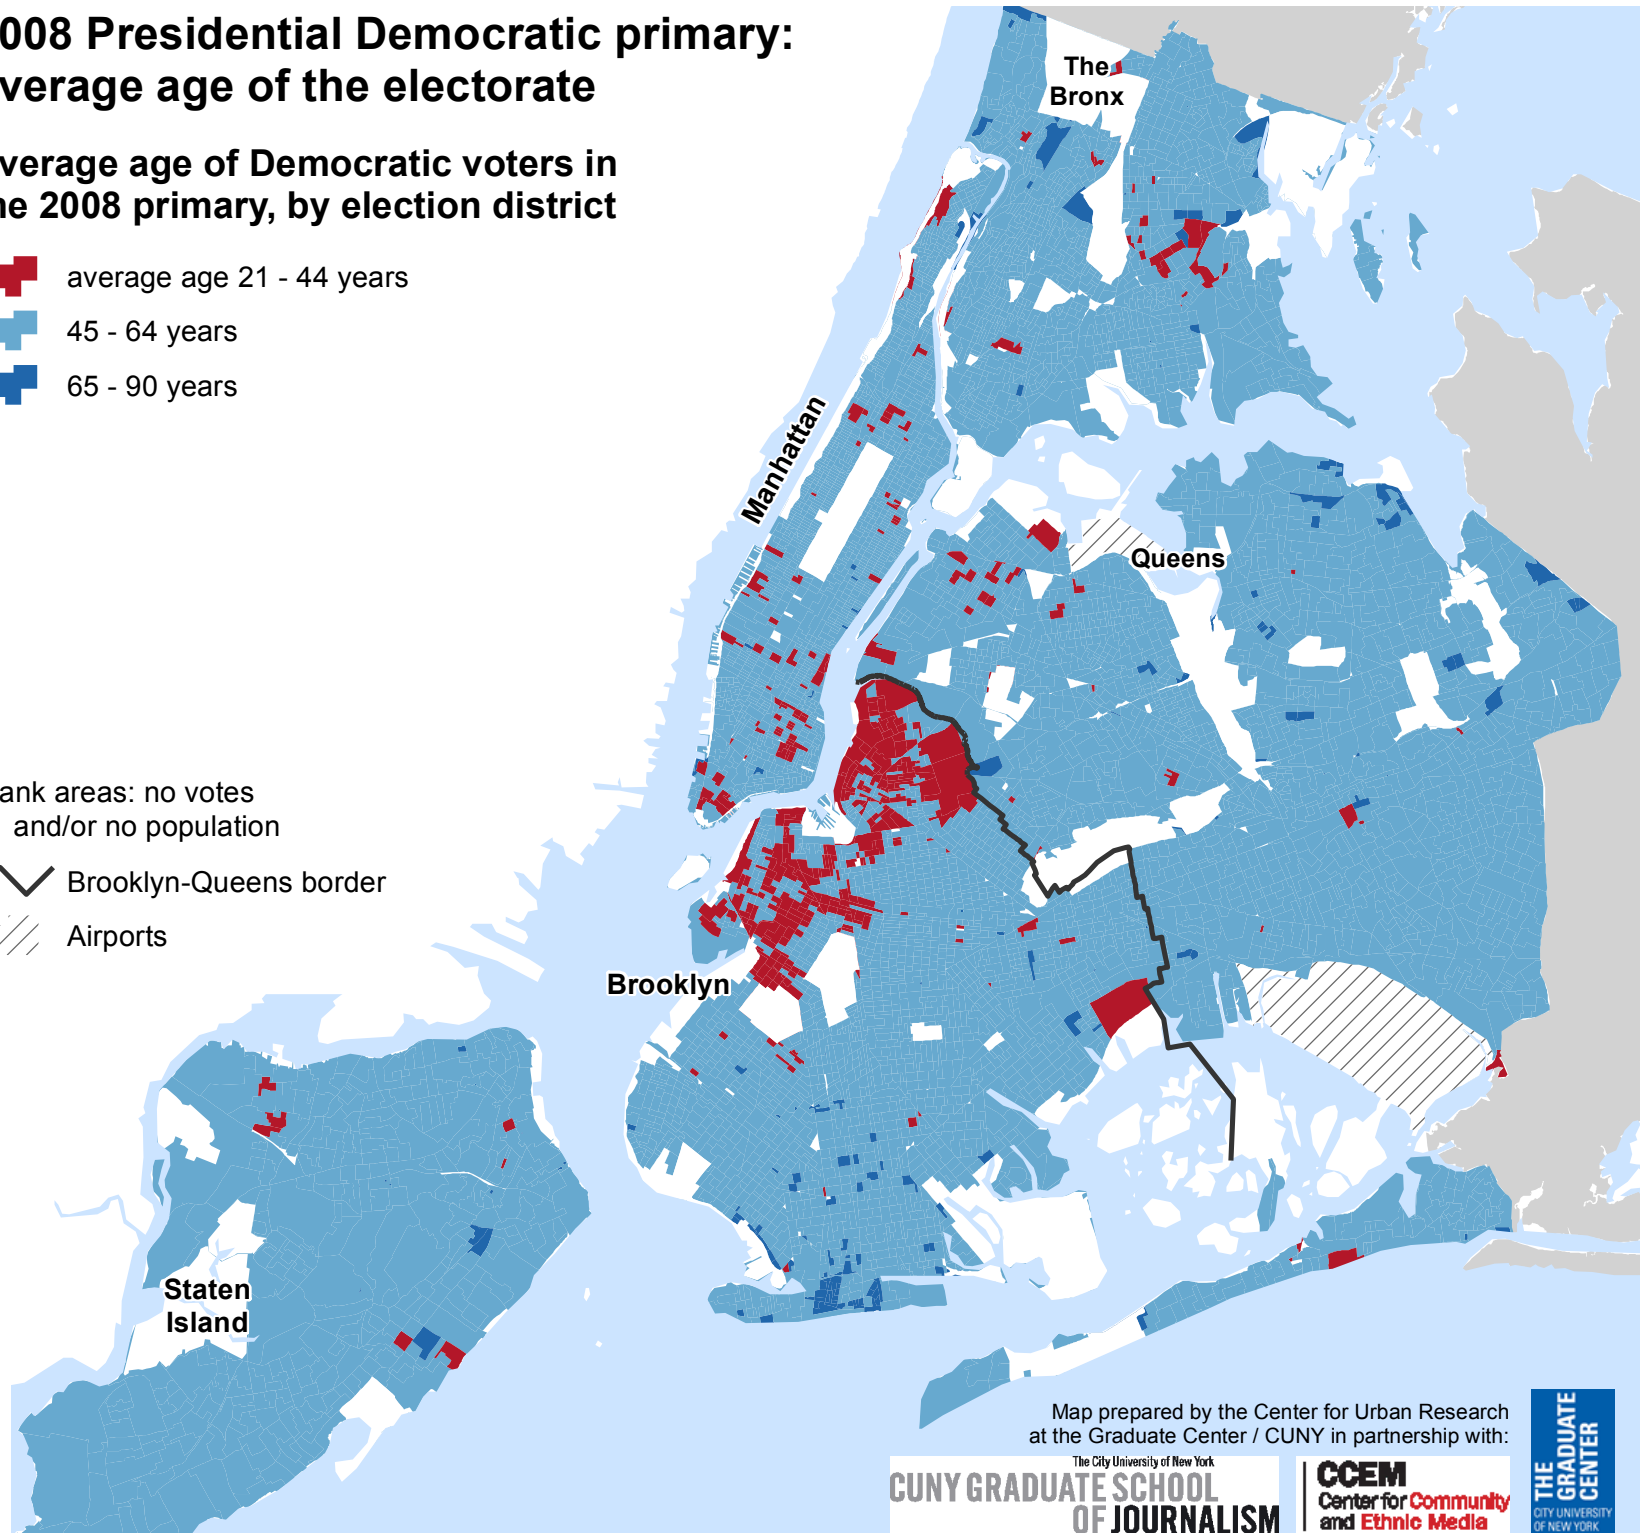 008 Presidential Democratic primary:
verage age of the electorate
verage age of Democratic voters in
he 2008 primary, by election district
average age 21 - 44 years
45 - 64 years
65 - 90 years
ank areas: no votes
and/or no population
Brooklyn-Queens border
Airports
The
Bronx
Manhattan
Queens
Brooklyn
Staten
Island
Map prepared by the Center for Urban Research
at the Graduate Center / CUNY in partnership with:
The City University of New York
CUNY GRADUATE SCHOOL
OF JOURNALISM
CCEM
Center for Community
and Ethnic Media
THE
GRADUATE
CENTER
CITY UNIVERSITY
OF NEW YORK